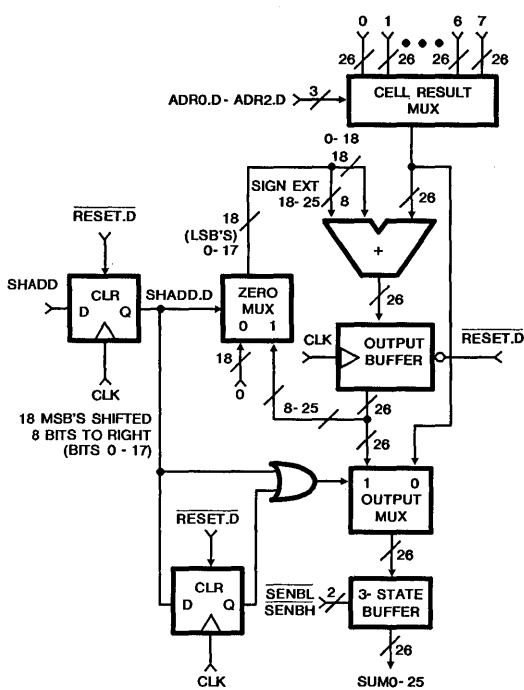 0 1 6 7
26 26 26 26
ADR0.D - ADR2.D 3
CELL RESULT
MUX
0 - 18
18
SIGN EXT
18 - 25 8
26
18
(LSB'S)
0 - 17
+
26
RESET.D
SHADD
CLR
D Q
CLK
SHADD.D
ZERO
MUX
0 1
18
0
CLK
OUTPUT
BUFFER
RESET.D
8 - 25
26
26
18 MSB'S SHIFTED
8 BITS TO RIGHT
(BITS 0 - 17)
1 0
OUTPUT
MUX
26
RESET.D
CLR
D Q
CLK
SENBL
SENBH
2
3- STATE
BUFFER
26
SUM0 - 25